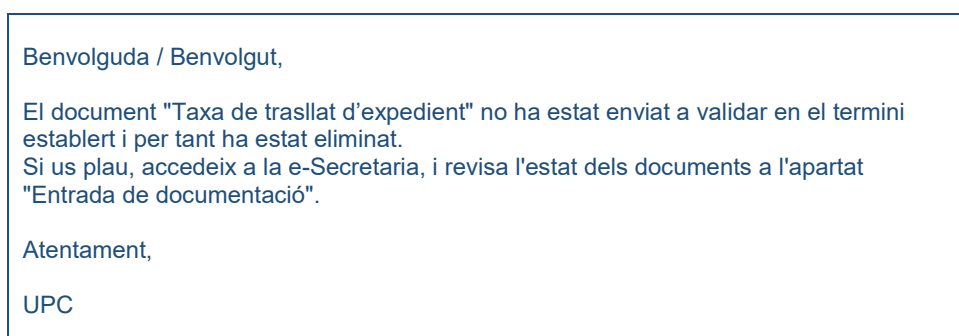 Benvolguda / Benvolgut,
El document "Taxa de trasllat d’expedient" no ha estat enviat a validar en el termini
establert i per tant ha estat eliminat.
Si us plau, accedeix a la e-Secretaria, i revisa l'estat dels documents a l'apartat
"Entrada de documentació".
Atentament,
UPC